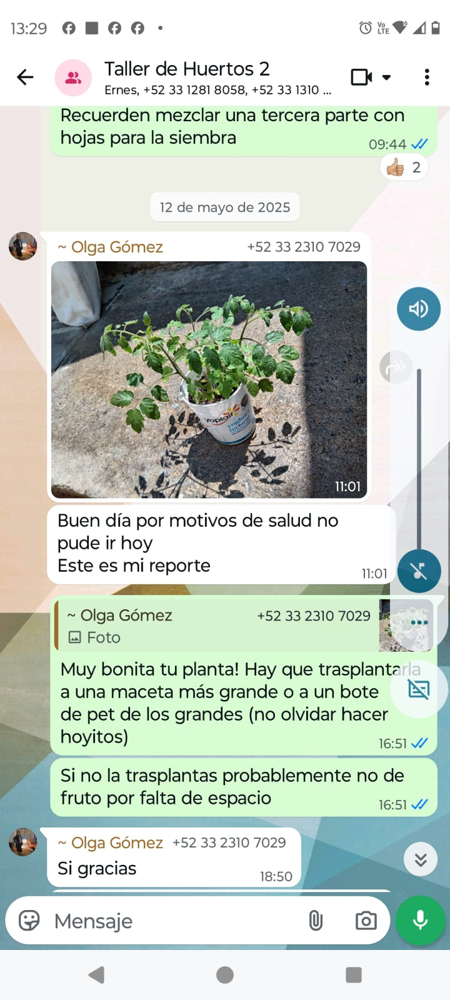 13:29
Vo LTE 6
Taller de Huertos 2
Ernes, +52 33 1281 8058, +52 33 1310 ...
Recuerden mezclar una tercera parte con
hojas para la siembra
09:44
2
12 de mayo de 2025
~ Olga Gómez +52 33 2310 7029
Yoplait
yoghurt
natural
11:01
Buen día por motivos de salud no
pude ir hoy
Este es mi reporte
11:01
~ Olga Gómez +52 33 2310 7029
Foto
Muy bonita tu planta! Hay que trasplantarla
a una maceta más grande o a un bote
de pet de los grandes (no olvidar hacer
hoyitos)
16:51
Si no la trasplantas probablemente no de
fruto por falta de espacio
16:51
~ Olga Gómez +52 33 2310 7029
Si gracias
18:50
Mensaje